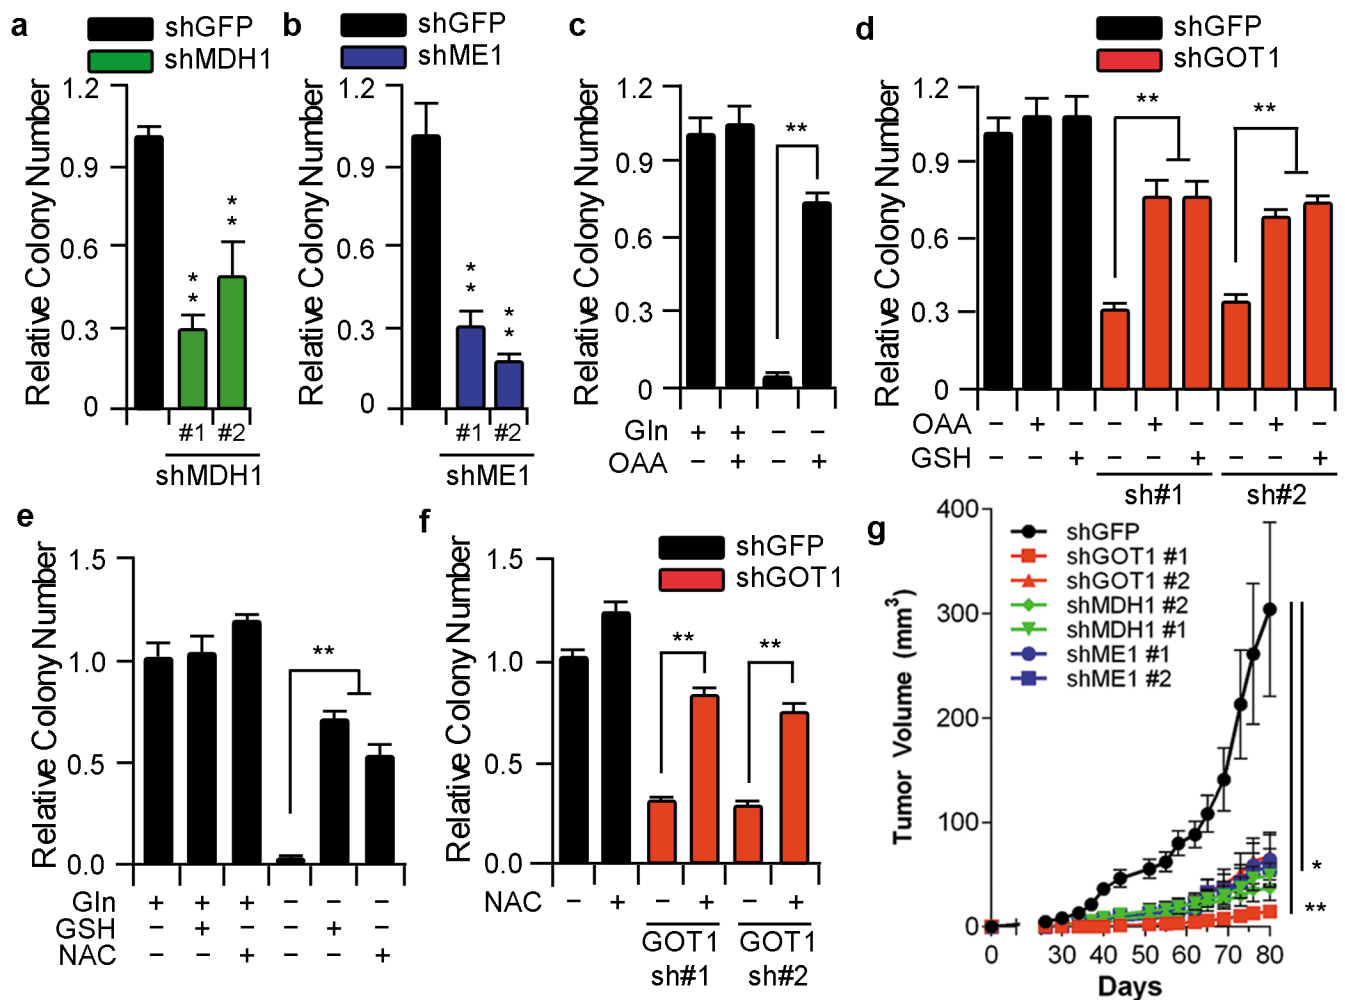 a
shGFP
shMDH1
Relative Colony Number
1.2
0.9
0.6
0.3
0
**
**
#1 #2
shMDH1
b
shGFP
shME1
Relative Colony Number
1.2
0.9
0.6
0.3
0
**
**
#1 #2
shME1
c
Relative Colony Number
1.2
0.9
0.6
0.3
0
**
Gln + + − −
OAA − + − +
d
shGFP
shGOT1
Relative Colony Number
1.2
0.9
0.6
0.3
0
**
**
OAA − + − − + − − + −
GSH − − + − − + − − +
sh#1 sh#2
e
Relative Colony Number
1.5
1.0
0.5
0.0
**
Gln + + + − − −
GSH − + − − + −
NAC − − + − − +
f
shGFP
shGOT1
Relative Colony Number
1.5
1.0
0.5
0
**
**
NAC − + − + − +
GOT1 GOT1
sh#1 sh#2
g
shGFP
shGOT1 #1
shGOT1 #2
shMDH1 #2
shMDH1 #1
shME1 #1
shME1 #2
Tumor Volume (mm³)
400
300
200
100
0
*
**
0 30 40 50 60 70 80
Days